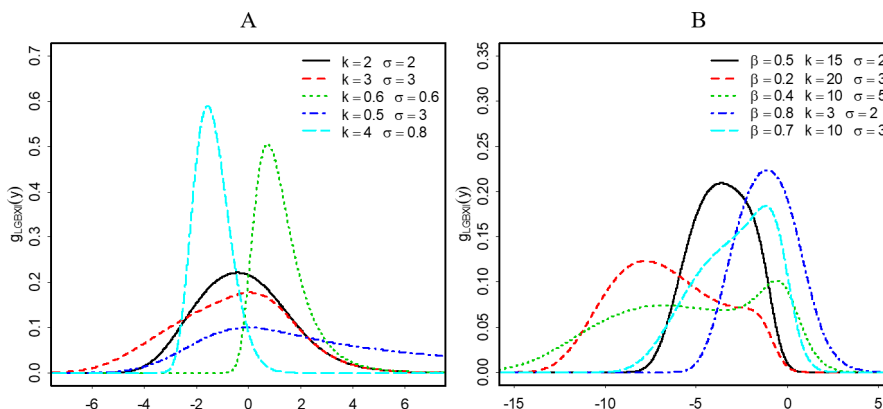 A
g_LGBXII(y)
0.0 0.1 0.2 0.3 0.4 0.5 0.6 0.7
k = 2 σ = 2
k = 3 σ = 3
k = 0.6 σ = 0.6
k = 0.5 σ = 3
k = 4 σ = 0.8
-6 -4 -2 0 2 4 6
B
g_LGBXII(y)
0.00 0.05 0.10 0.15 0.20 0.25 0.30 0.35
β = 0.5 k = 15 σ = 2
β = 0.2 k = 20 σ = 3
β = 0.4 k = 10 σ = 5
β = 0.8 k = 3 σ = 2
β = 0.7 k = 10 σ = 3
-15 -10 -5 0 5